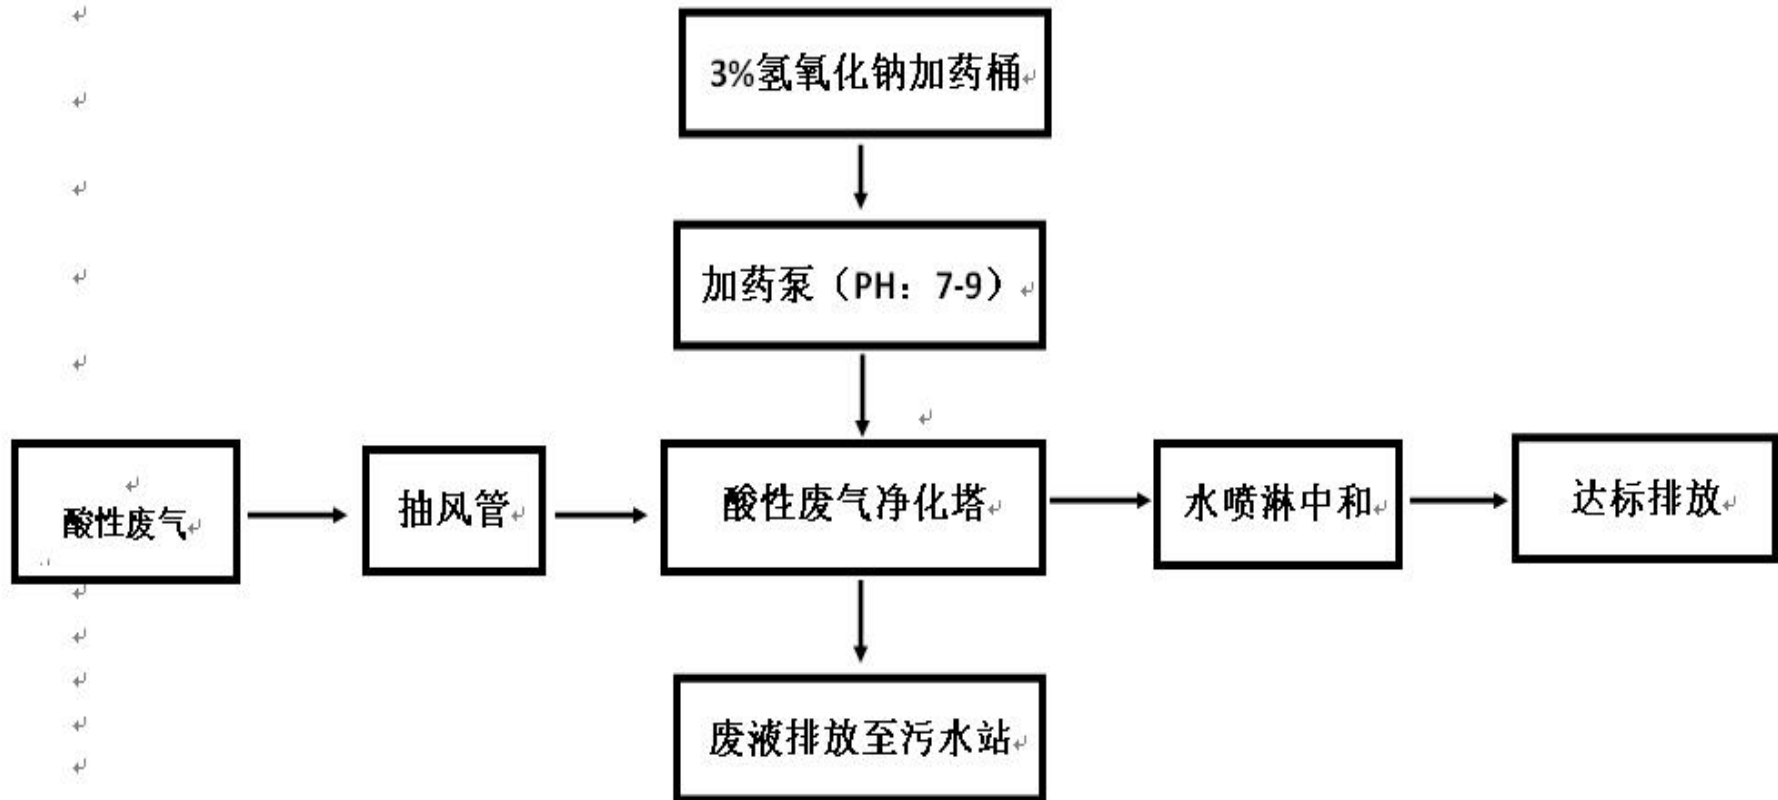 3%氢氧化钠加药桶
加药泵（PH：7-9）
酸性废气
抽风管
酸性废气净化塔
水喷淋中和
达标排放
废液排放至污水站